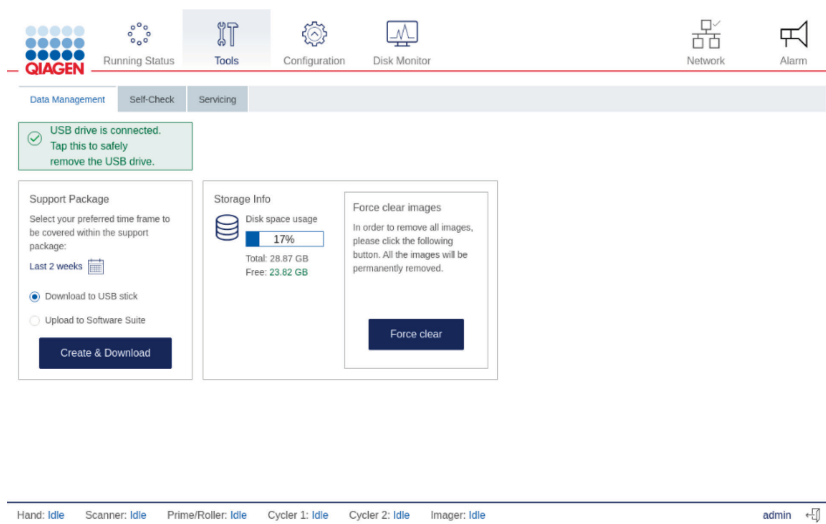 QIAGEN
Running Status
Tools
Configuration
Disk Monitor
Network
Alarm
Data Management
Self-Check
Servicing
USB drive is connected.
Tap this to safely
remove the USB drive.
Support Package
Select your preferred time frame to
be covered within the support
package:
Last 2 weeks
Download to USB stick
Upload to Software Suite
Create & Download
Storage Info
Disk space usage
17%
Total: 28.87 GB
Free: 23.82 GB
Force clear images
In order to remove all images,
please click the following
button. All the images will be
permanently removed.
Force clear
Hand: Idle
Scanner: Idle
Prime/Roller: Idle
Cycler 1: Idle
Cycler 2: Idle
Imager: Idle
admin